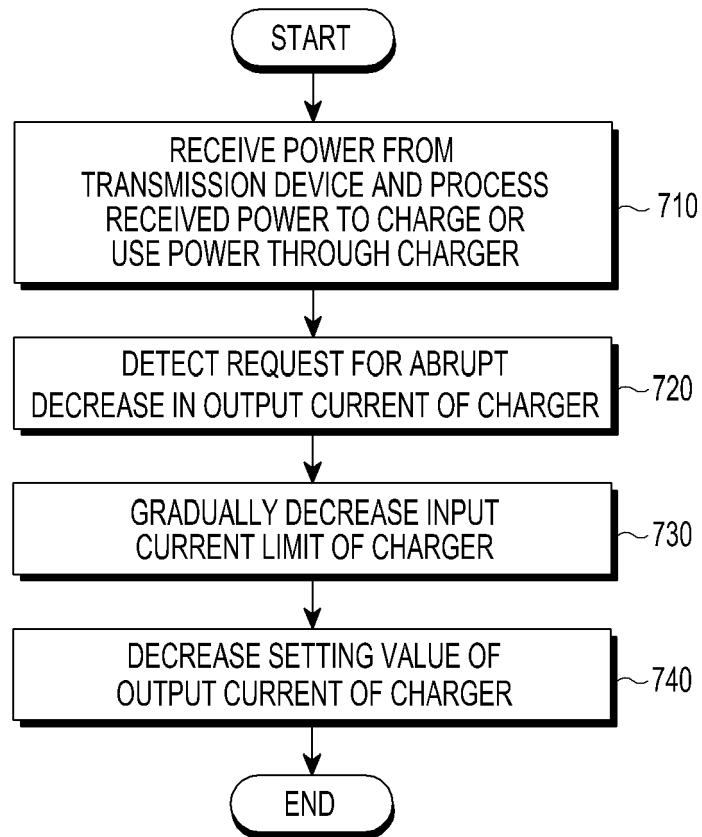 START
RECEIVE POWER FROM
TRANSMISSION DEVICE AND PROCESS
RECEIVED POWER TO CHARGE OR
USE POWER THROUGH CHARGER
710
DETECT REQUEST FOR ABRUPT
DECREASE IN OUTPUT CURRENT OF CHARGER
720
GRADUALLY DECREASE INPUT
CURRENT LIMIT OF CHARGER
730
DECREASE SETTING VALUE OF
OUTPUT CURRENT OF CHARGER
740
END